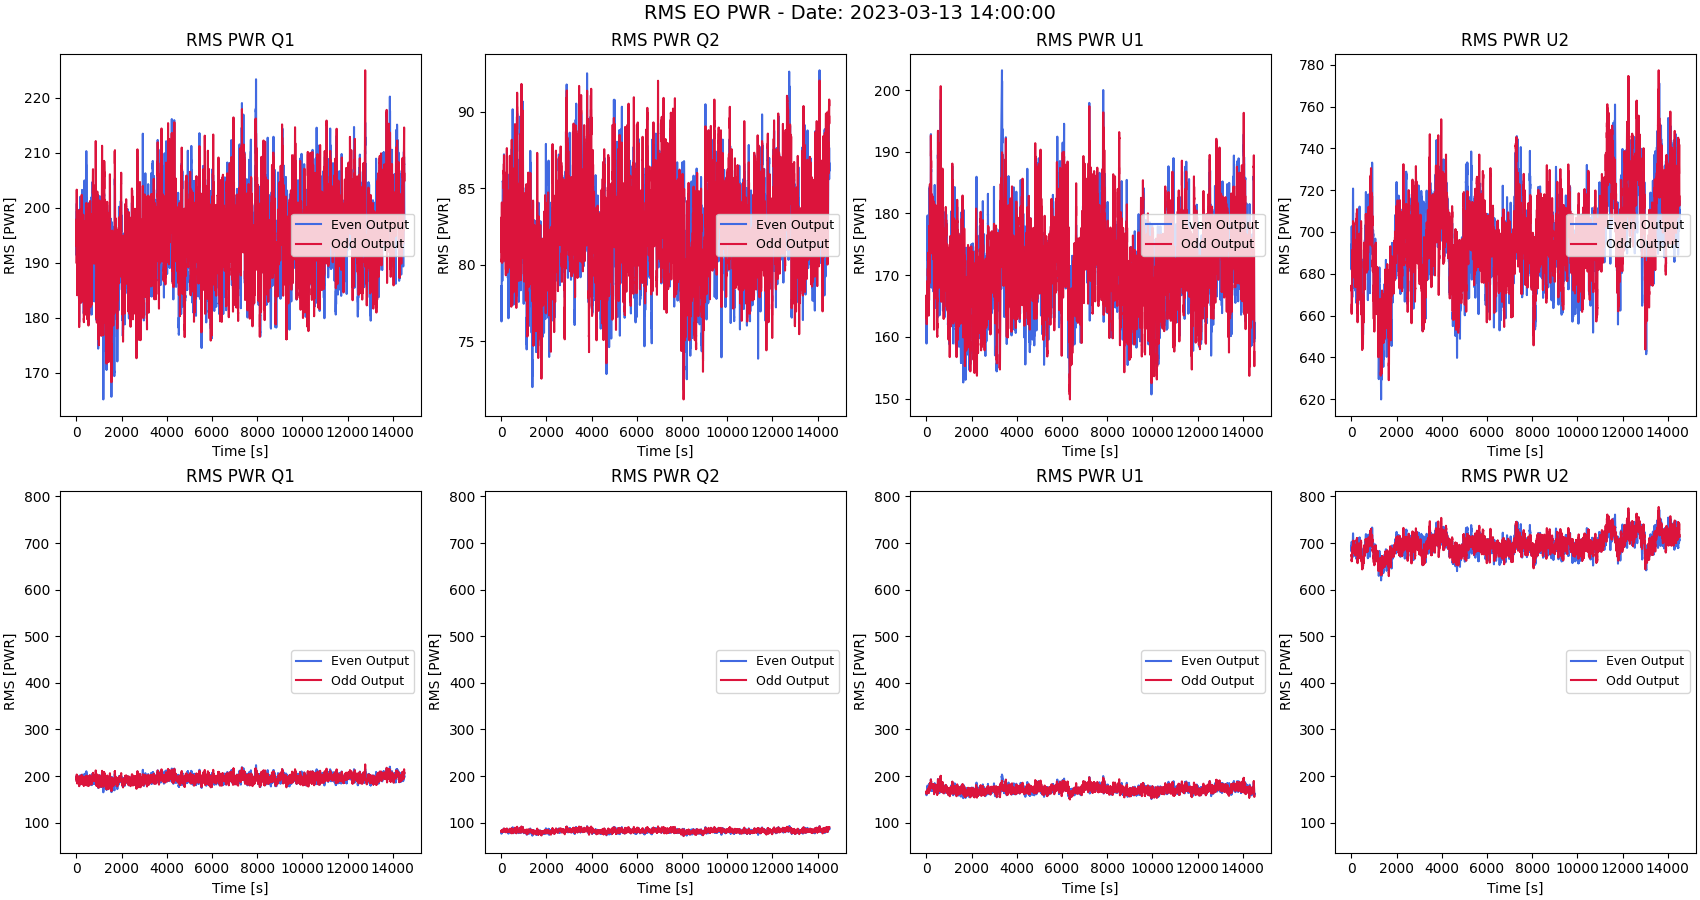 RMS EO PWR - Date: 2023-03-13 14:00:00
RMS PWR Q1
RMS [PWR]
220
210
200
190
180
170
0 2000 4000 6000 8000 10000 12000 14000
Time [s]
Even Output
Odd Output
RMS PWR Q2
RMS [PWR]
90
85
80
75
0 2000 4000 6000 8000 10000 12000 14000
Time [s]
Even Output
Odd Output
RMS PWR U1
RMS [PWR]
200
190
180
170
160
150
0 2000 4000 6000 8000 10000 12000 14000
Time [s]
Even Output
Odd Output
RMS PWR U2
RMS [PWR]
780
760
740
720
700
680
660
640
620
0 2000 4000 6000 8000 10000 12000 14000
Time [s]
Even Output
Odd Output
RMS PWR Q1
RMS [PWR]
800
700
600
500
400
300
200
100
0 2000 4000 6000 8000 10000 12000 14000
Time [s]
Even Output
Odd Output
RMS PWR Q2
RMS [PWR]
800
700
600
500
400
300
200
100
0 2000 4000 6000 8000 10000 12000 14000
Time [s]
Even Output
Odd Output
RMS PWR U1
RMS [PWR]
800
700
600
500
400
300
200
100
0 2000 4000 6000 8000 10000 12000 14000
Time [s]
Even Output
Odd Output
RMS PWR U2
RMS [PWR]
800
700
600
500
400
300
200
100
0 2000 4000 6000 8000 10000 12000 14000
Time [s]
Even Output
Odd Output